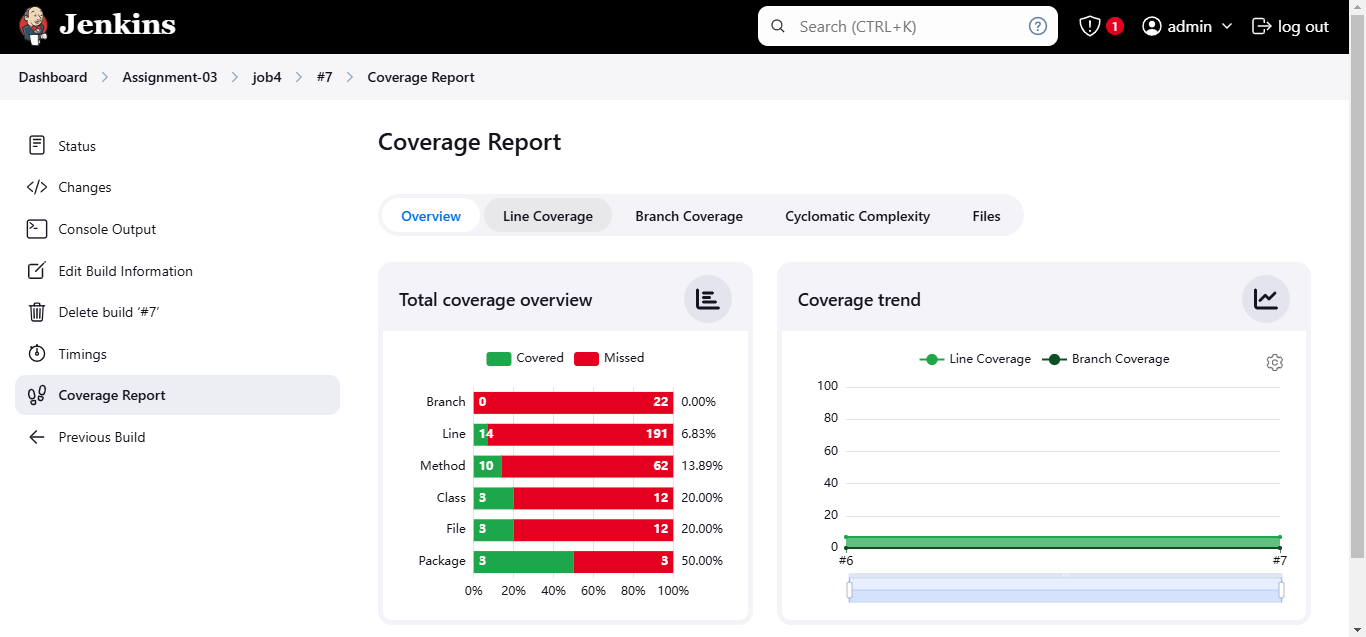 Jenkins
Search (CTRL+K)
?
1
admin
log out
Dashboard
Assignment-03
job4
#7
Coverage Report
Status
Changes
Console Output
Edit Build Information
Delete build ‘#7’
Timings
Coverage Report
Previous Build
Coverage Report
Overview
Line Coverage
Branch Coverage
Cyclomatic Complexity
Files
Total coverage overview
Covered
Missed
Branch 0 22 0.00%
Line 14 191 6.83%
Method 10 62 13.89%
Class 3 12 20.00%
File 3 12 20.00%
Package 3 3 50.00%
0% 20% 40% 60% 80% 100%
Coverage trend
Line Coverage
Branch Coverage
100
80
60
40
20
0
#6 #7